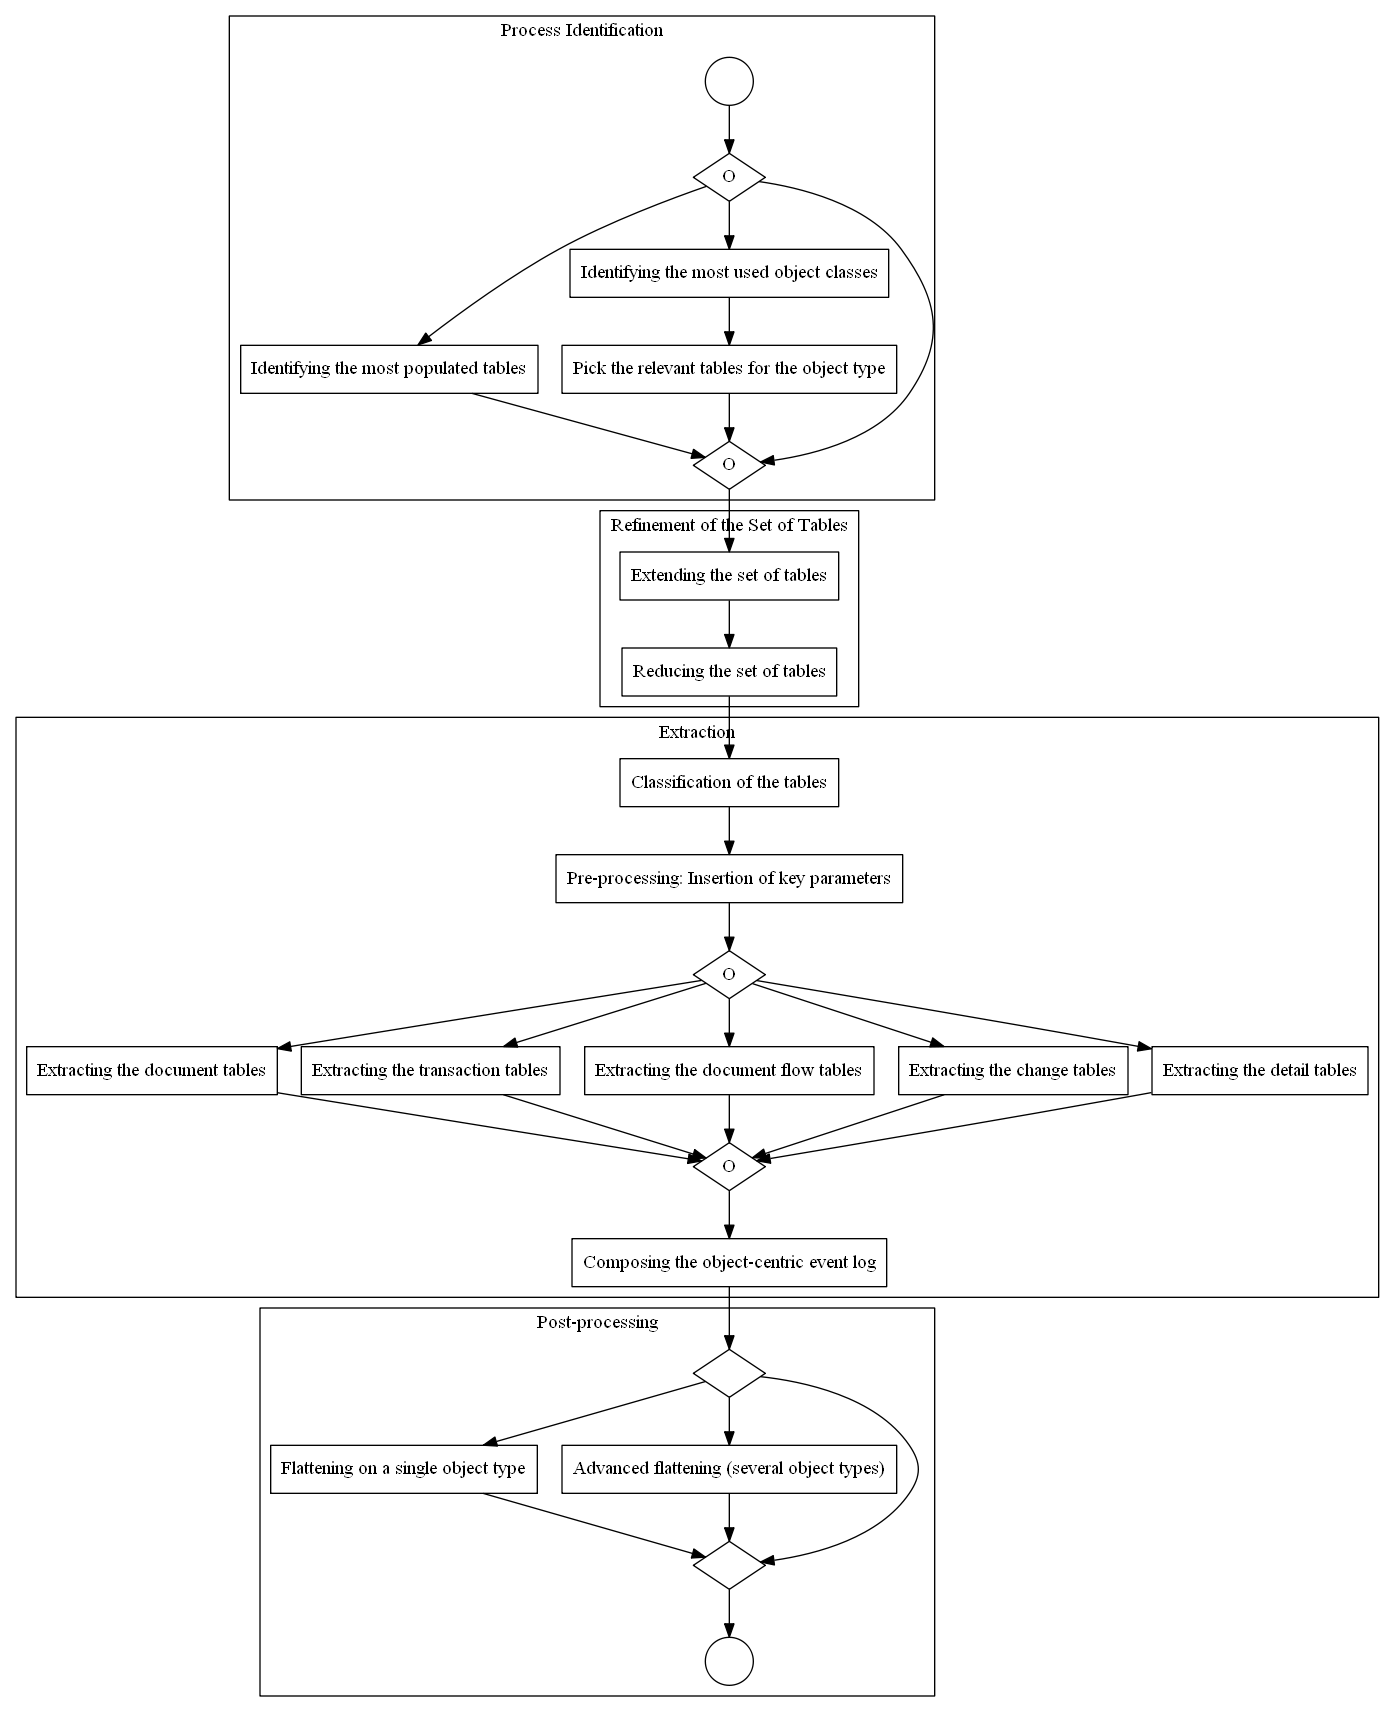 Process Identification
O
Identifying the most used object classes
Identifying the most populated tables
Pick the relevant tables for the object type
O
Refinement of the Set of Tables
Extending the set of tables
Reducing the set of tables
Extraction
Classification of the tables
Pre-processing: Insertion of key parameters
O
Extracting the document tables
Extracting the transaction tables
Extracting the document flow tables
Extracting the change tables
Extracting the detail tables
O
Composing the object-centric event log
Post-processing
Flattening on a single object type
Advanced flattening (several object types)